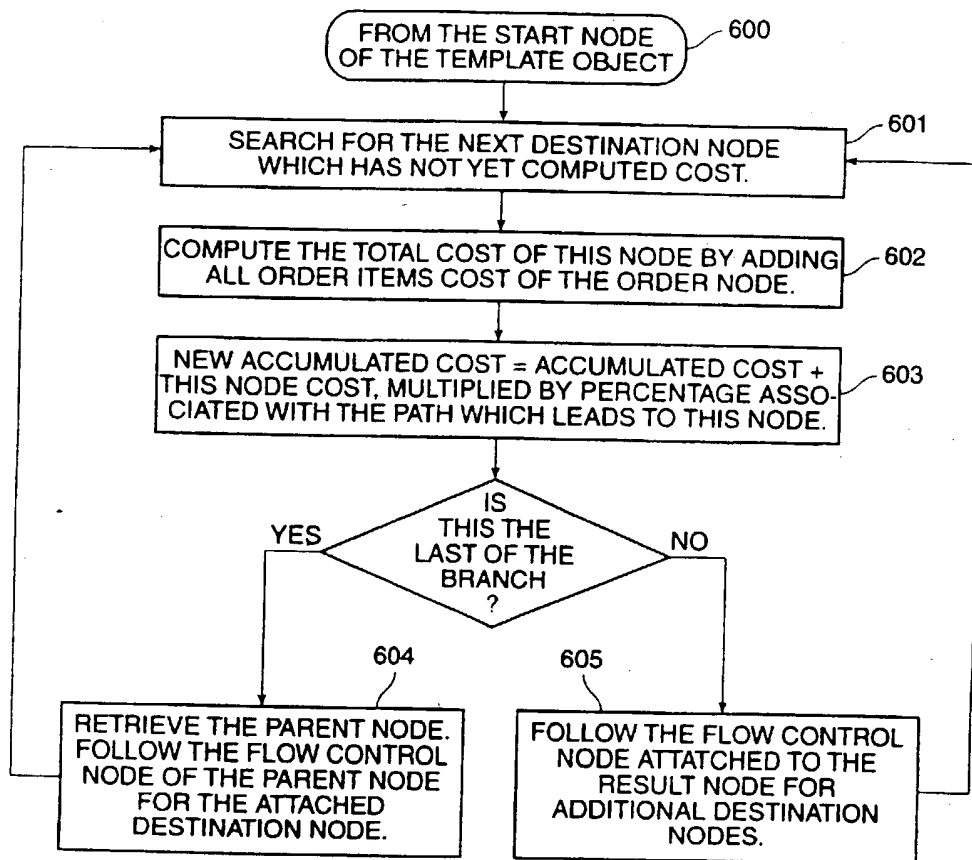 FROM THE START NODE
OF THE TEMPLATE OBJECT
600
601
SEARCH FOR THE NEXT DESTINATION NODE
WHICH HAS NOT YET COMPUTED COST.
COMPUTE THE TOTAL COST OF THIS NODE BY ADDING
ALL ORDER ITEMS COST OF THE ORDER NODE.
602
NEW ACCUMULATED COST = ACCUMULATED COST +
THIS NODE COST, MULTIPLIED BY PERCENTAGE ASSO-
CIATED WITH THE PATH WHICH LEADS TO THIS NODE.
603
IS
THIS THE
LAST OF THE
BRANCH
?
YES
NO
604
RETRIEVE THE PARENT NODE.
FOLLOW THE FLOW CONTROL
NODE OF THE PARENT NODE
FOR THE ATTACHED
DESTINATION NODE.
605
FOLLOW THE FLOW CONTROL
NODE ATTATCHED TO THE
RESULT NODE FOR
ADDITIONAL DESTINATION
NODES.